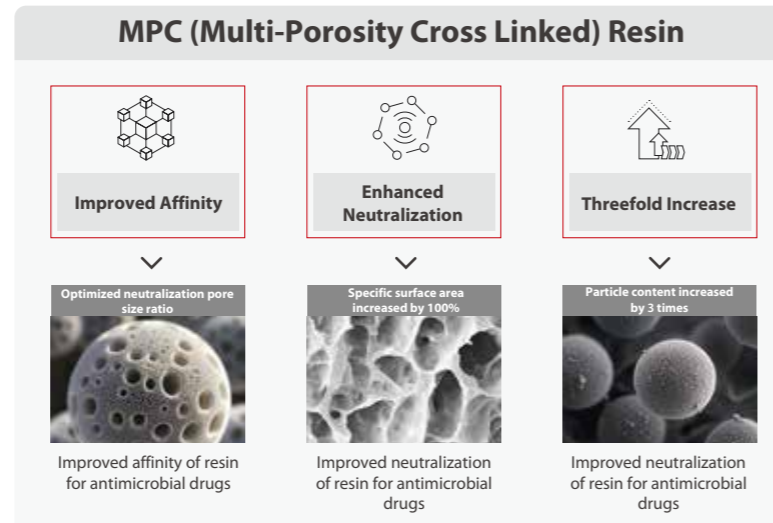 MPC (Multi-Porosity Cross Linked) Resin
Improved Affinity
Enhanced
Neutralization
Threefold Increase
Optimized neutralization pore
size ratio
Specific surface area
increased by 100%
Particle content increased
by 3 times
Improved affinity of resin
for antimicrobial drugs
Improved neutralization
of resin for antimicrobial
drugs
Improved neutralization
of resin for antimicrobial
drugs